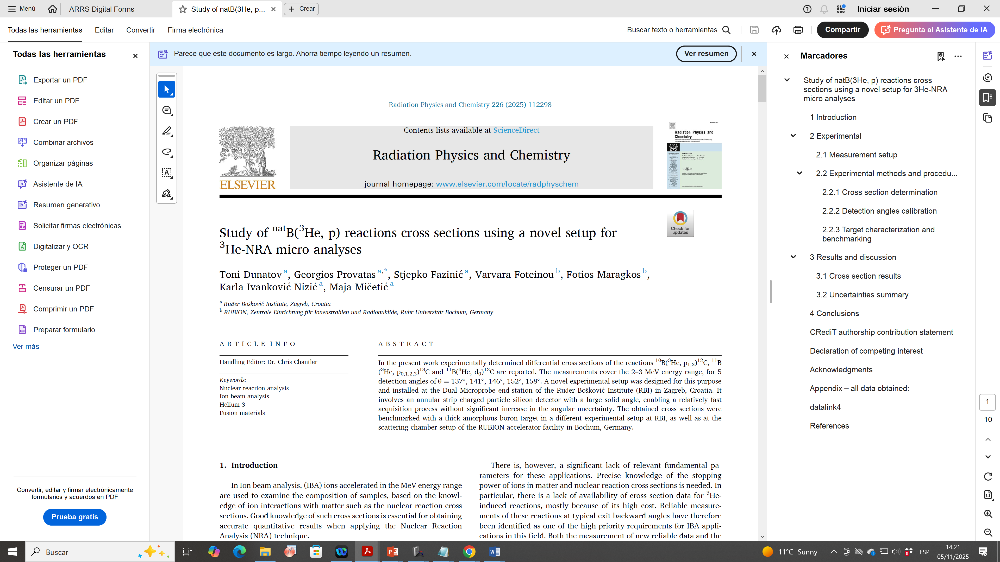 Menú
ARRS Digital Forms
Study of natB(3He, p...
Crear
Iniciar sesión
Todas las herramientas
Editar
Convertir
Firma electrónica
Buscar texto o herramientas
Compartir
Pregunta al Asistente de IA
Todas las herramientas
Exportar un PDF
Editar un PDF
Crear un PDF
Combinar archivos
Organizar páginas
Asistente de IA
Resumen generativo
Solicitar firmas electrónicas
Digitalizar y OCR
Proteger un PDF
Censurar un PDF
Comprimir un PDF
Preparar formulario
Ver más
Convertir, editar y firmar electrónicamente
formularios y acuerdos en PDF
Prueba gratis
Parece que este documento es largo. Ahorra tiempo leyendo un resumen.
Ver resumen
Radiation Physics and Chemistry 226 (2025) 112298
Contents lists available at ScienceDirect
Radiation Physics and Chemistry
journal homepage: www.elsevier.com/locate/radphyschem
ELSEVIER
Radiation Physics and
Chemistry
Check for
updates
Study of natB(3He, p) reactions cross sections using a novel setup for
3He-NRA micro analyses
Toni Dunatov a, Georgios Provatas a,*, Stjepko Fazinić a, Varvara Foteinou b, Fotios Maragkos b,
Karla Ivanković Nizić a, Maja Mičetić a
a Ruđer Bošković Institute, Zagreb, Croatia
b RUBION, Zentrale Einrichtung für Ionenstrahlen und Radionuklide, Ruhr-Universität Bochum, Germany
ARTICLE INFO
Handling Editor: Dr. Chris Chantler
Keywords:
Nuclear reaction analysis
Ion beam analysis
Helium-3
Fusion materials
ABSTRACT
In the present work experimentally determined differential cross sections of the reactions 10B(3He, p1,3)12C, 11B
(3He, p0,1,2,3)13C and 11B(3He, d0)12C are reported. The measurements cover the 2–3 MeV energy range, for 5
detection angles of θ = 137°, 141°, 146°, 152°, 158°. A novel experimental setup was designed for this purpose
and installed at the Dual Microprobe end-station of the Ruđer Bošković Institute (RBI) in Zagreb, Croatia. It
involves an annular strip charged particle silicon detector with a large solid angle, enabling a relatively fast
acquisition process without significant increase in the angular uncertainty. The obtained cross sections were
benchmarked with a thick amorphous boron target in a different experimental setup at RBI, as well as at the
scattering chamber setup of the RUBION accelerator facility in Bochum, Germany.
1. Introduction
In Ion beam analysis, (IBA) ions accelerated in the MeV energy range
are used to examine the composition of samples, based on the knowl-
edge of ion interactions with matter such as the nuclear reaction cross
sections. Good knowledge of such cross sections is essential for obtaining
accurate quantitative results when applying the Nuclear Reaction
Analysis (NRA) technique.
There is, however, a significant lack of relevant fundamental pa-
rameters for these applications. Precise knowledge of the stopping
power of ions in matter and nuclear reaction cross sections is needed. In
particular, there is a lack of availability of cross section data for 3He-
induced reactions, mostly because of its high cost. Reliable measure-
ments of these reactions at typical exit backward angles have therefore
been identified as one of the high priority requirements for IBA appli-
cations in this field. Both the measurement of new reliable data and the
Marcadores
Study of natB(3He, p) reactions cross
sections using a novel setup for 3He-NRA
micro analyses
1 Introduction
2 Experimental
2.1 Measurement setup
2.2 Experimental methods and procedu...
2.2.1 Cross section determination
2.2.2 Detection angles calibration
2.2.3 Target characterization and
benchmarking
3 Results and discussion
3.1 Cross section results
3.2 Uncertainties summary
4 Conclusions
CRediT authorship contribution statement
Declaration of competing interest
Acknowledgments
Appendix – all data obtained:
datalink4
References
1
10
Buscar
11°C Sunny
ESP
14:21
05/11/2025